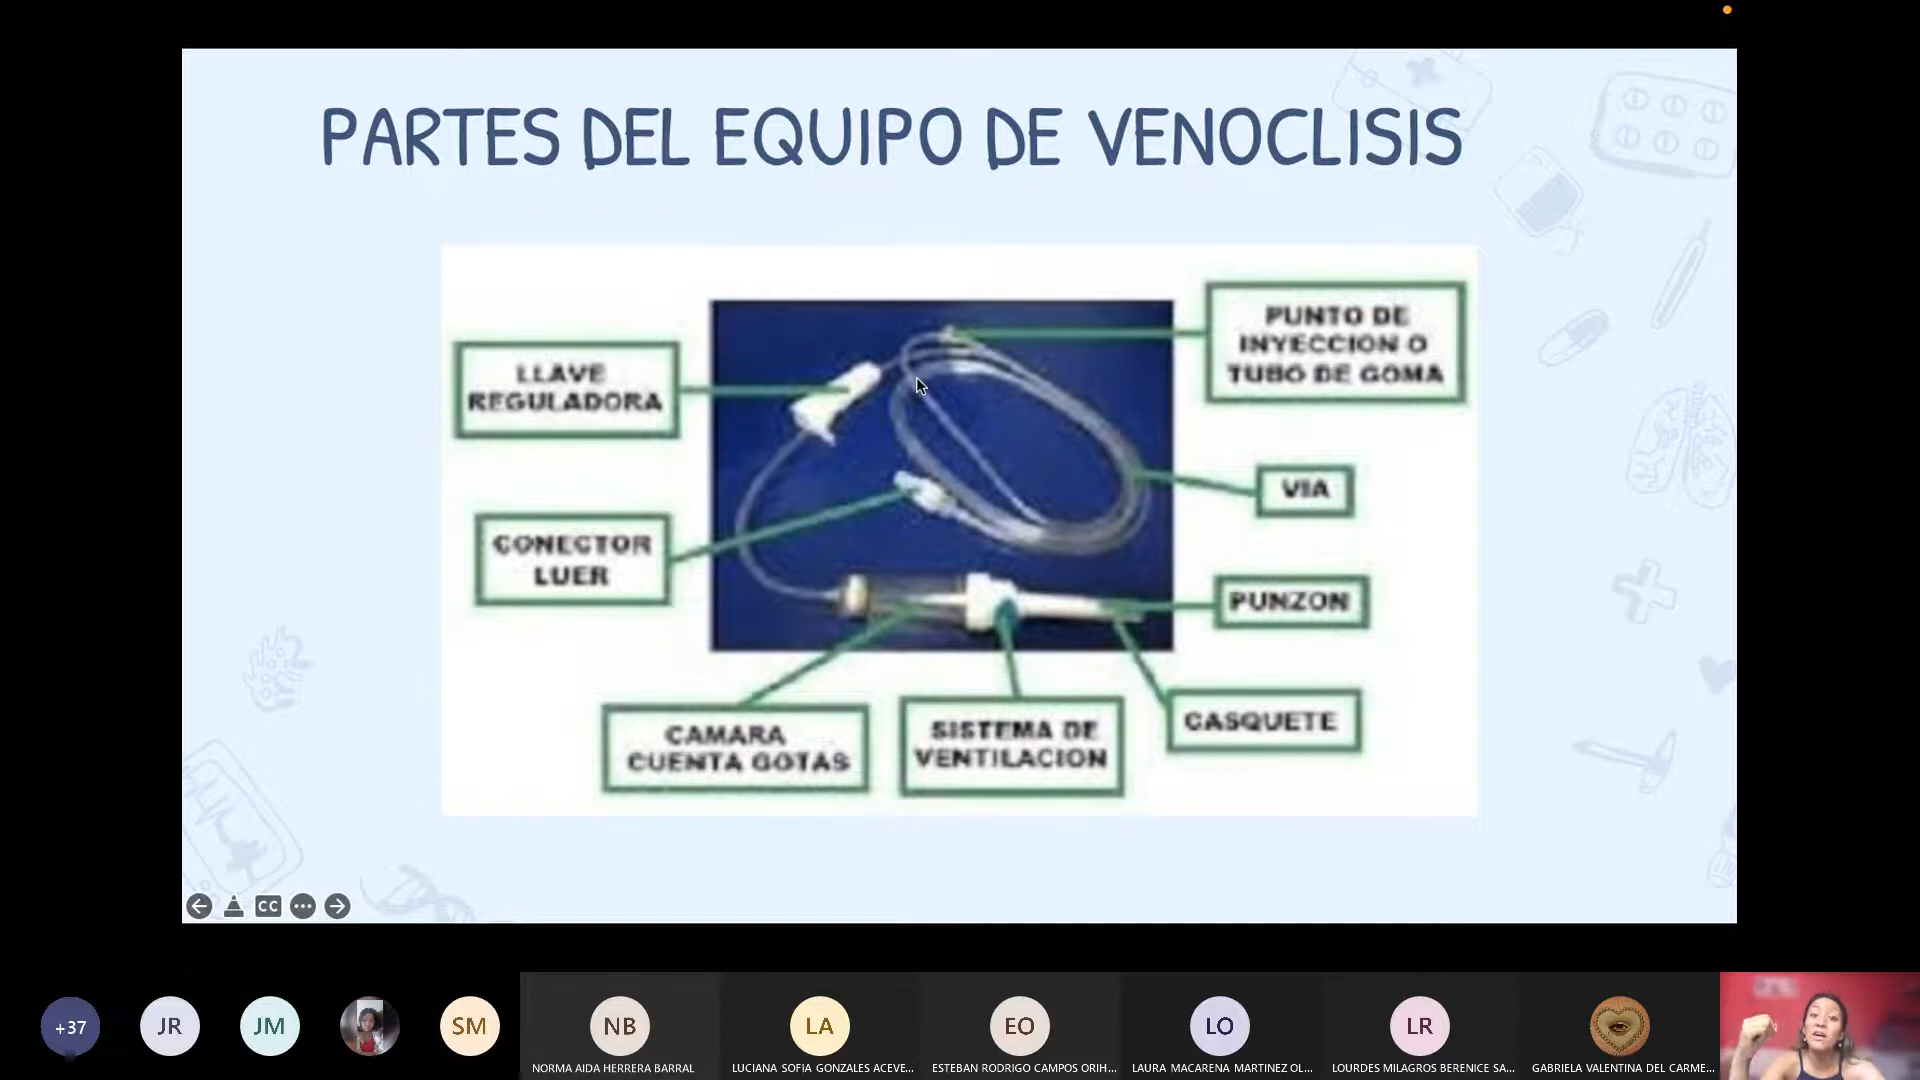 PARTES DEL EQUIPO DE VENOCLISIS
LLAVE
REGULADORA
PUNTO DE
INYECCION O
TUBO DE GOMA
VIA
CONECTOR
LUER
PUNZON
CAMARA
CUENTA GOTAS
SISTEMA DE
VENTILACION
CASQUETE
CC
+37
JR
JM
SM
NB
LA
EO
LO
LR
NORMA AIDA HERRERA BARRAL
LUCIANA SOFIA GONZALES ACEVE...
ESTEBAN RODRIGO CAMPOS ORIH...
LAURA MACARENA MARTINEZ OL...
LOURDES MILAGROS BERENICE SA...
GABRIELA VALENTINA DEL CARME...